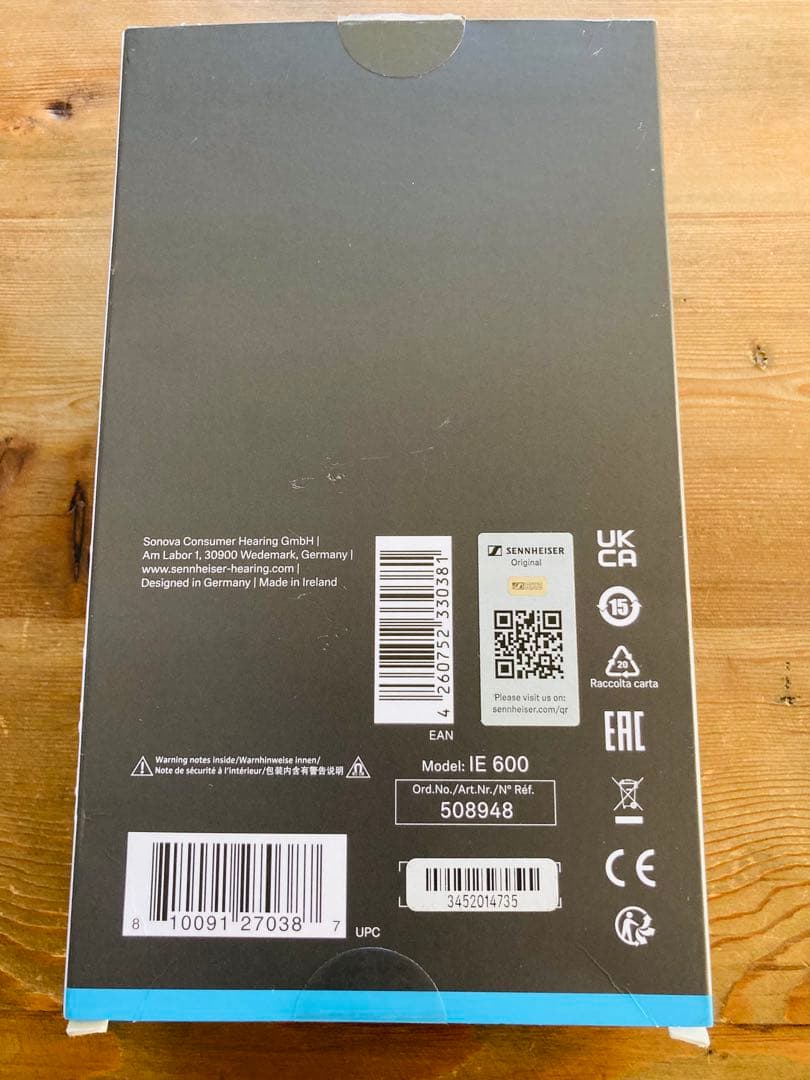 Sonova Consumer Hearing GmbH |
Am Labor 1, 30900 Wedemark, Germany |
www.sennheiser-hearing.com |
Designed in Germany | Made in Ireland
4 260752 330381
EAN
SENNHEISER
Original
Please visit us on:
sennheiser.com/qr
UK
CA
15
20
Raccolta carta
EAC
Warning notes inside/Warnhinweise innen/
Note de sécurité à l'intérieur/包装内含有警告说明
Model: IE 600
Ord.No./Art.Nr./N° Réf.
508948
8 10091 27038 7
UPC
3452014735
CE